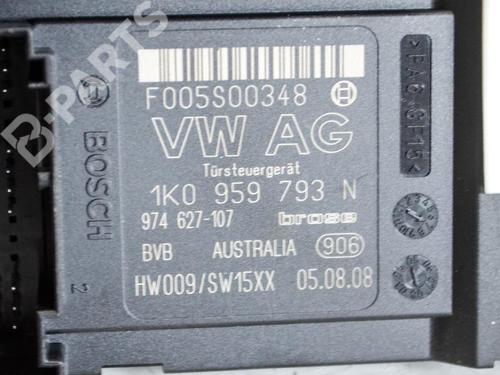 F005S00348
VW AG
Türsteuergerät
1K0 959 793 N
974 627-107 brose
BVB AUSTRALIA 906
HW009/SW15XX 05.08.08
BOSCH
2
B-PARTS